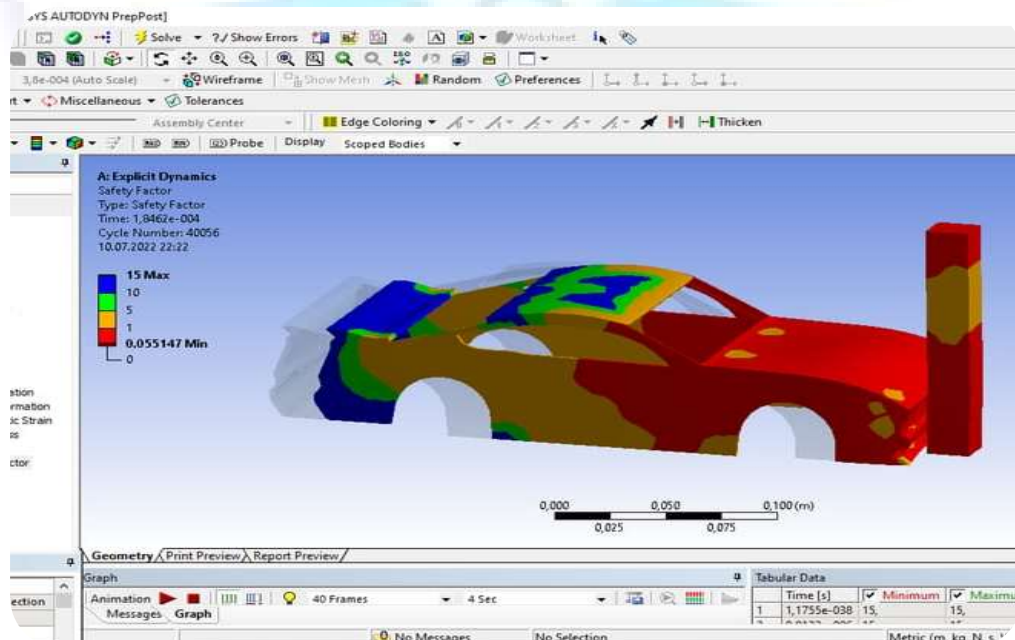 YS AUTODYN PrepPost]
Solve ?/ Show Errors A Worksheet
3,8e-004 (Auto Scale) Wireframe Show Mesh Random Preferences
Miscellaneous Tolerances
Assembly Center Edge Coloring Thicken
Probe Display Scoped Bodies
A: Explicit Dynamics
Safety Factor
Type: Safety Factor
Time: 1,8462e-004
Cycle Number: 40056
10.07.2022 22:22
15 Max
10
5
1
0,055147 Min
0
ation
rmation
ic Strain
ss
ctor
0,000 0,050 0,100 (m)
0,025 0,075
Geometry Print Preview Report Preview
Graph Tabular Data
ection
Animation 40 Frames 4 Sec
Time [s] Minimum Maximu
1 1,1755e-038 15, 15,
Messages Graph
No Messages No Selection Metric (m, kg, N, s,